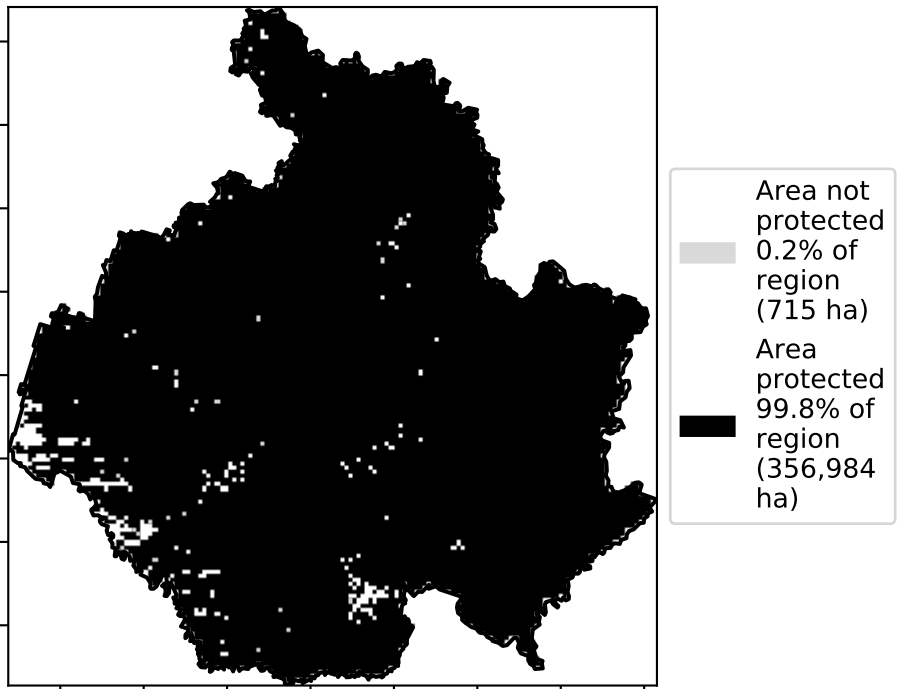 Area not
protected
0.2% of
region
(715 ha)
Area
protected
99.8% of
region
(356,984
ha)